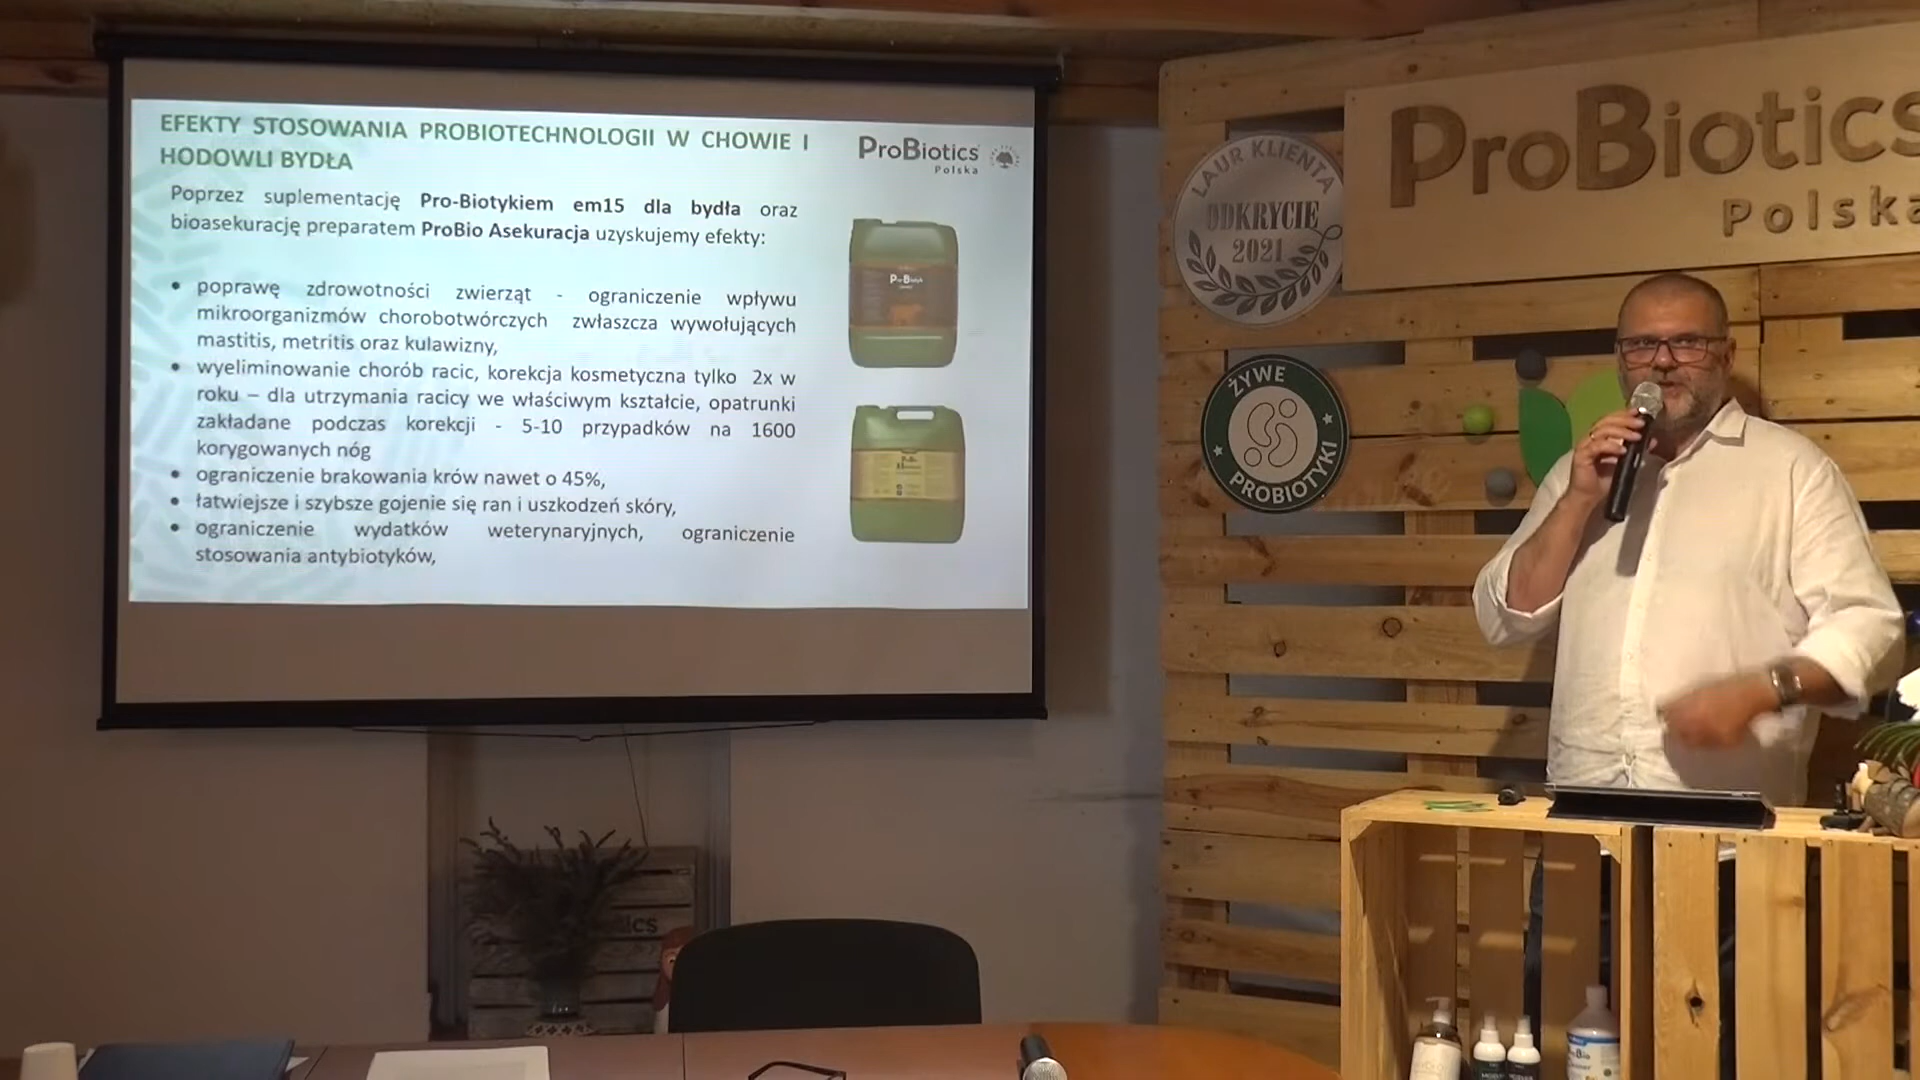 EFEKTY STOSOWANIA PROBIOTECHNOLOGII W CHOWIE I
HODOWLI BYDŁA
ProBiotics
Polska
Poprzez suplementację Pro-Biotykiem em15 dla bydła oraz
bioasekurację preparatem ProBio Asekuracja uzyskujemy efekty:
• poprawę zdrowotności zwierząt - ograniczenie wpływu
mikroorganizmów chorobotwórczych zwłaszcza wywołujących
mastitis, metritis oraz kulawizny,
• wyeliminowanie chorób racic, korekcja kosmetyczna tylko 2x w
roku – dla utrzymania racicy we właściwym kształcie, opatrunki
zakładane podczas korekcji - 5-10 przypadków na 1600
korygowanych nóg
• ograniczenie brakowania krów nawet o 45%,
• łatwiejsze i szybsze gojenie się ran i uszkodzeń skóry,
• ograniczenie wydatków weterynaryjnych, ograniczenie
stosowania antybiotyków,
ProBiotics
Polska
LAUR KLIENTA
ODKRYCIE
2021
ŻYWE
PROBIOTYKI